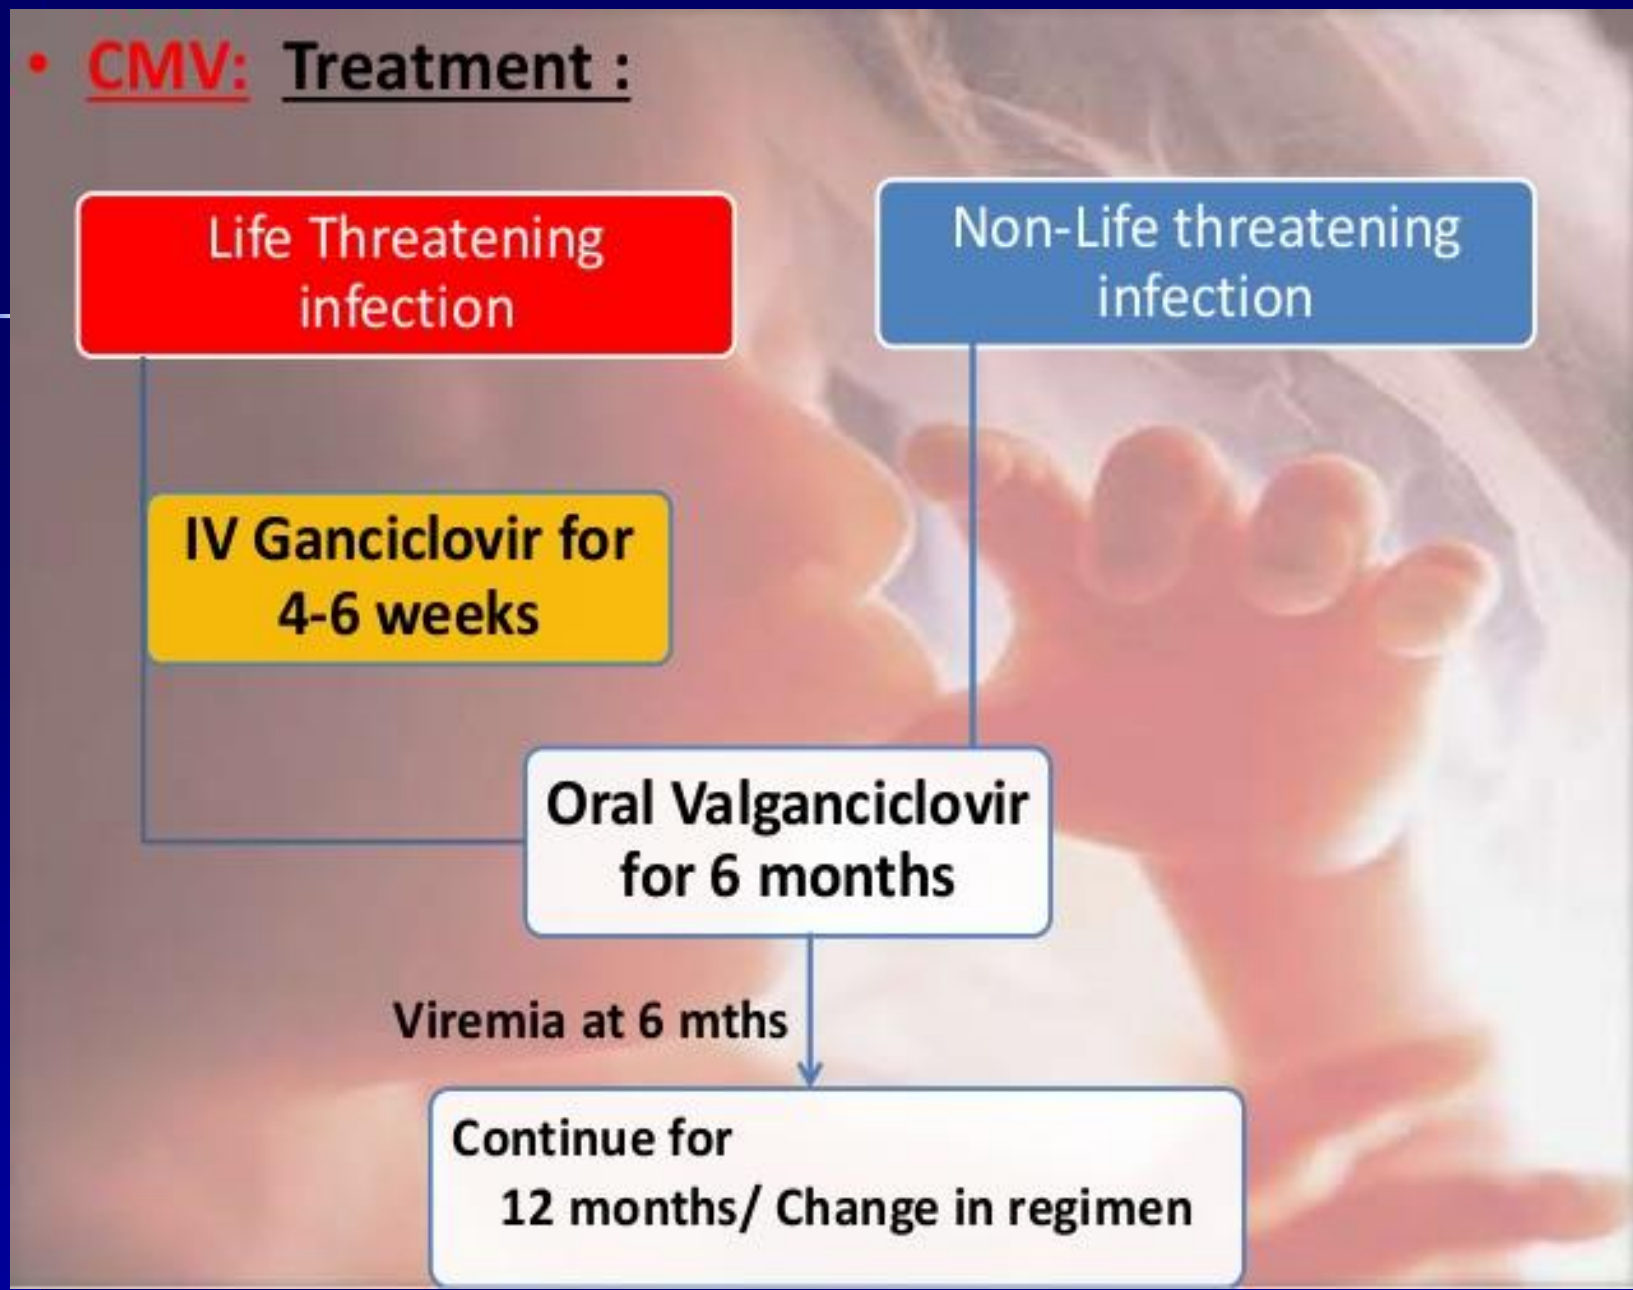 • CMV: Treatment :
Life Threatening
infection
Non-Life threatening
infection
IV Ganciclovir for
4-6 weeks
Oral Valganciclovir
for 6 months
Viremia at 6 mths
Continue for
12 months/ Change in regimen